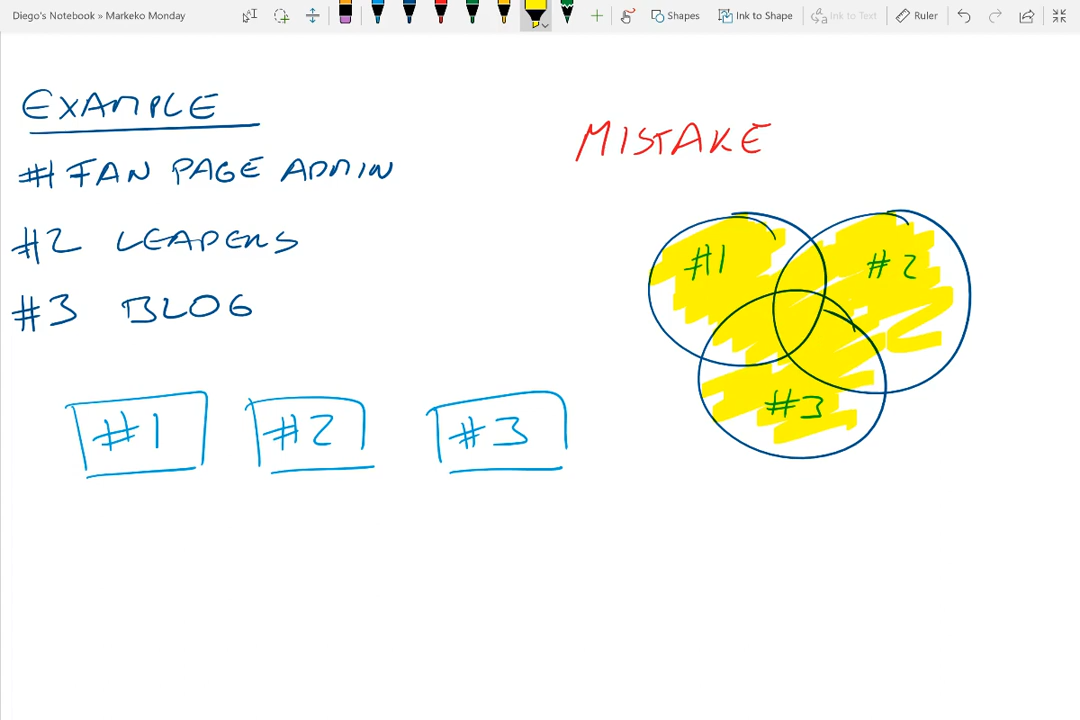 Diego's Notebook » Markeko Monday
Shapes
Ink to Shape
Ink to Text
Ruler
EXAMPLE
#1 FAN PAGE ADMIN
#2 LEADERS
#3 BLOG
#1 #2 #3
MISTAKE
#1 #2
#3